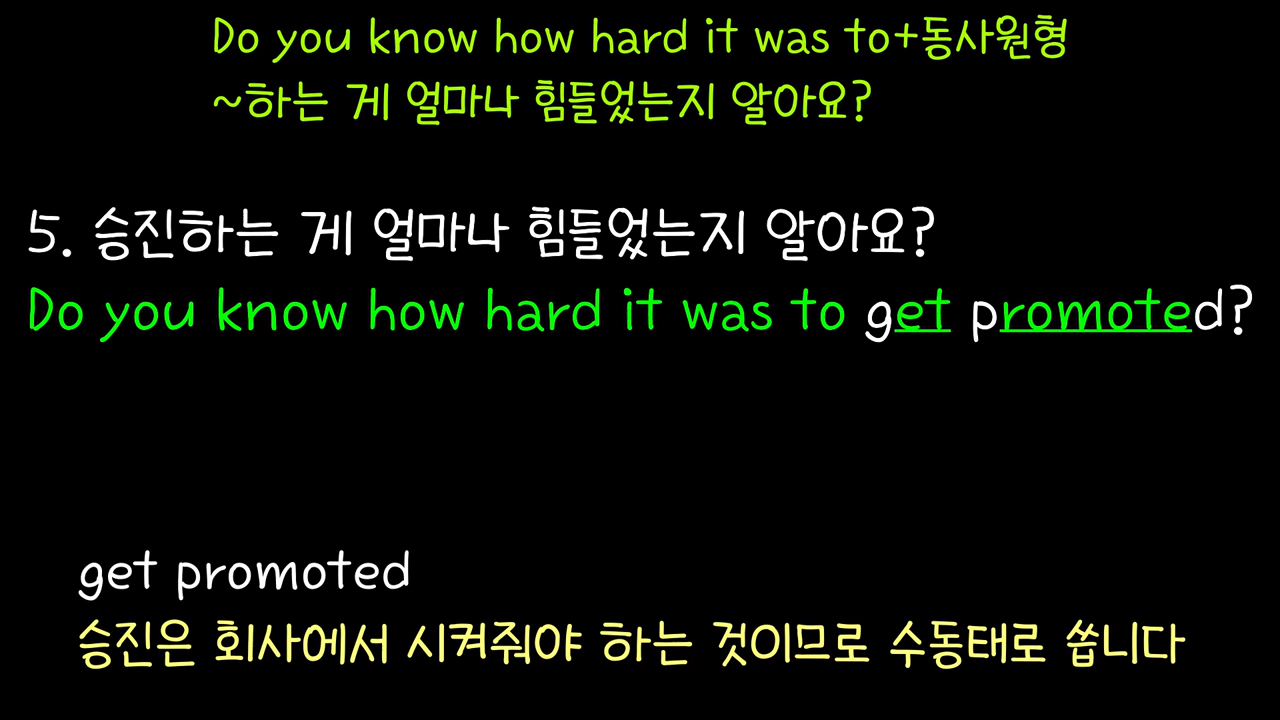 Do you know how hard it was to+동사원형
~하는 게 얼마나 힘들었는지 알아요?
5. 승진하는 게 얼마나 힘들었는지 알아요?
Do you know how hard it was to get promoted?
get promoted
승진은 회사에서 시켜줘야 하는 것이므로 수동태로 씁니다